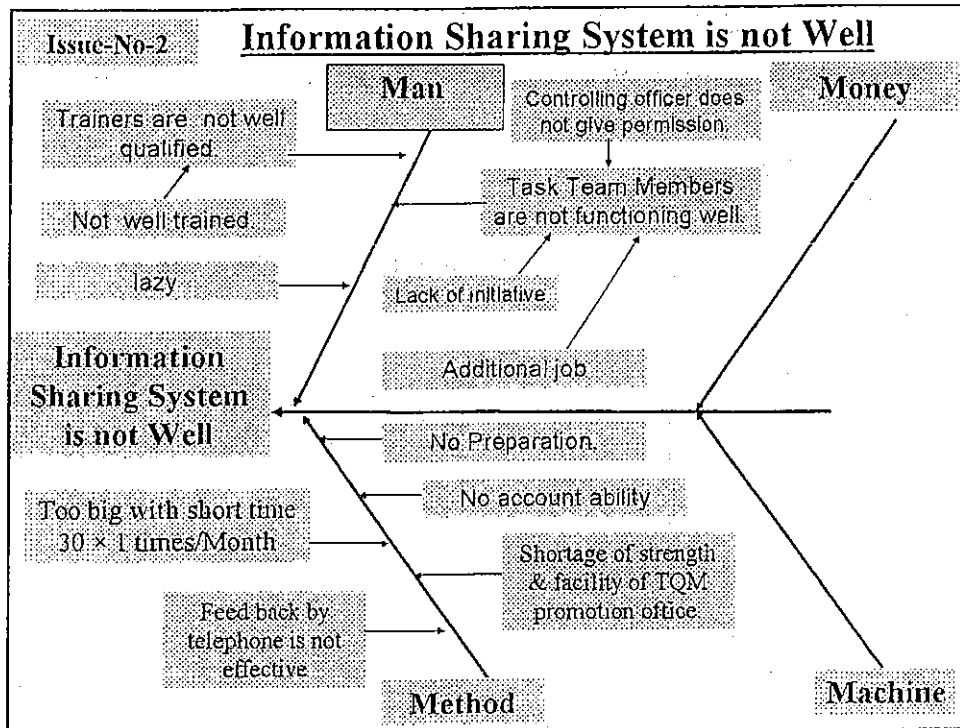 Issue-No-2
Information Sharing System is not Well
Man
Money
Controlling officer does
not give permission.
Trainers are not well
qualified.
Task Team Members
are not functioning well.
Not well trained.
lazy
Lack of initiative
Additional job
Information
Sharing System
is not Well
No Preparation.
No account ability
Too big with short time
30 × 1 times/Month
Shortage of strength
& facility of TQM
promotion office
Feed back by
telephone is not
effective
Method
Machine